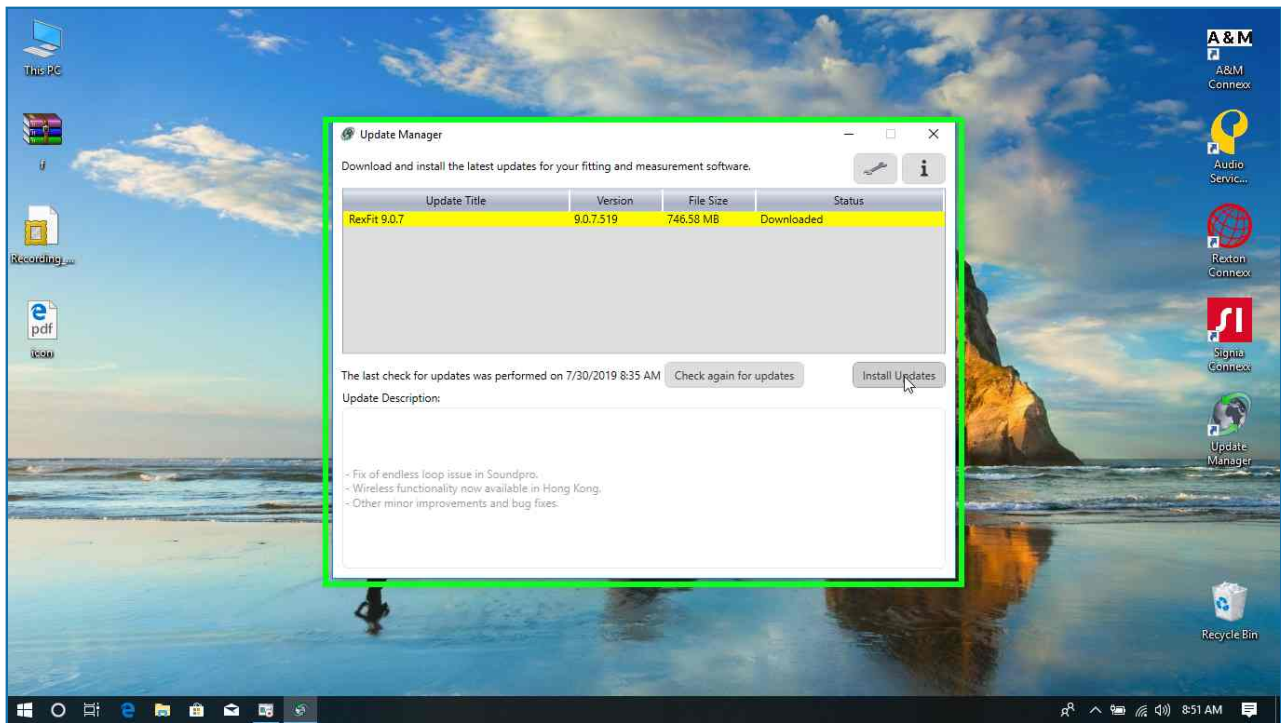 This PC
Recording_...
pdf
icon
Update Manager
Download and install the latest updates for your fitting and measurement software.
i
Update Title Version File Size Status
RexFit 9.0.7 9.0.7.519 746.58 MB Downloaded
The last check for updates was performed on 7/30/2019 8:35 AM Check again for updates Install Updates
Update Description:
- Fix of endless loop issue in Soundpro.
- Wireless functionality now available in Hong Kong.
- Other minor improvements and bug fixes.
A&M
A&M
Connexx
Audio
Servic...
Rexton
Connexx
SI
Signia
Connexx
Update
Manager
Recycle Bin
8:51 AM